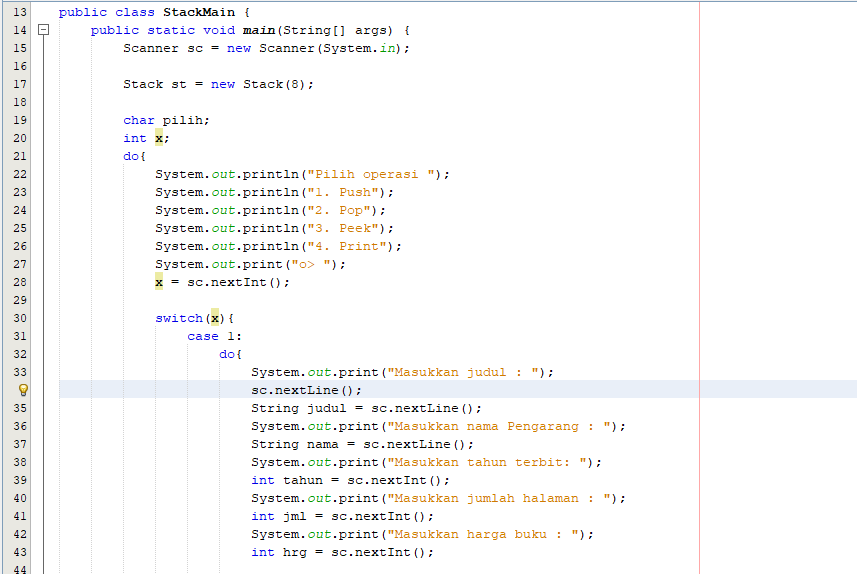 13 public class StackMain {
14 public static void main(String[] args) {
15 Scanner sc = new Scanner(System.in);
16
17 Stack st = new Stack(8);
18
19 char pilih;
20 int x;
21 do{
22 System.out.println("Pilih operasi ");
23 System.out.println("1. Push");
24 System.out.println("2. Pop");
25 System.out.println("3. Peek");
26 System.out.println("4. Print");
27 System.out.print("o> ");
28 x = sc.nextInt();
29
30 switch(x){
31 case 1:
32 do{
33 System.out.print("Masukkan judul : ");
sc.nextLine();
35 String judul = sc.nextLine();
36 System.out.print("Masukkan nama Pengarang : ");
37 String nama = sc.nextLine();
38 System.out.print("Masukkan tahun terbit: ");
39 int tahun = sc.nextInt();
40 System.out.print("Masukkan jumlah halaman : ");
41 int jml = sc.nextInt();
42 System.out.print("Masukkan harga buku : ");
43 int hrg = sc.nextInt();
44